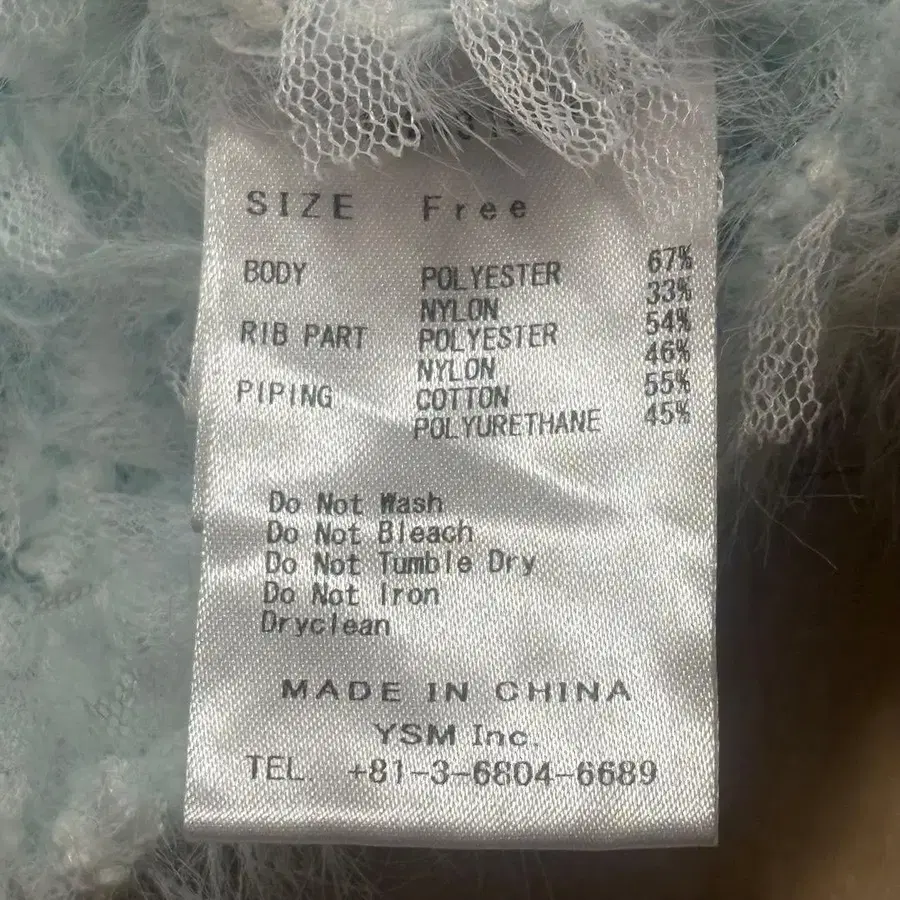 SIZE Free
BODY POLYESTER 67%
NYLON 33%
RIB PART POLYESTER 54%
NYLON 46%
PIPING COTTON 55%
POLYURETHANE 45%
Do Not Wash
Do Not Bleach
Do Not Tumble Dry
Do Not Iron
Dryclean
MADE IN CHINA
YSM Inc.
TEL. +81-3-6804-6689